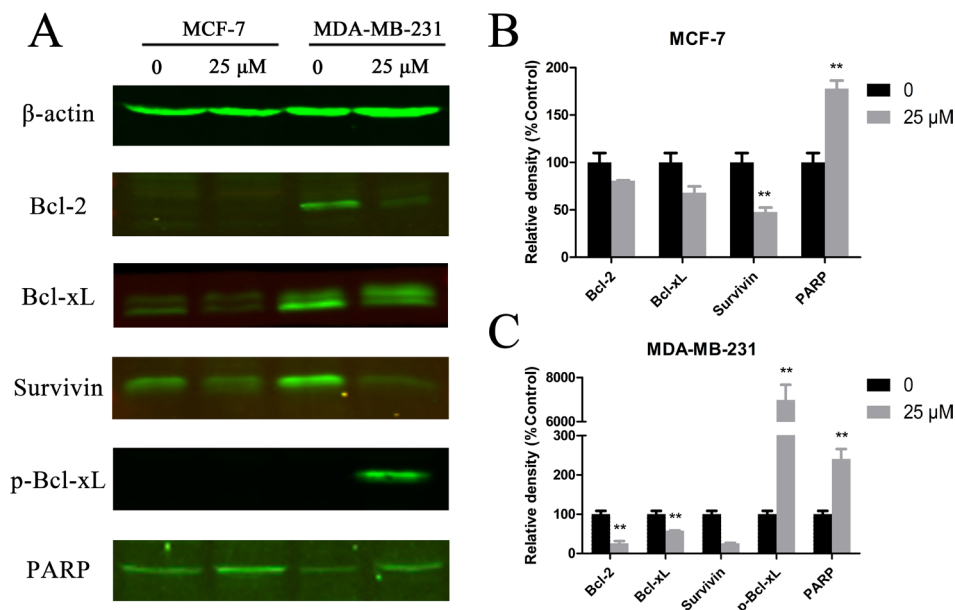 A
MCF-7 MDA-MB-231
0 25 μM 0 25 μM
β-actin
Bcl-2
Bcl-xL
Survivin
p-Bcl-xL
PARP
B
MCF-7
Relative density (%Control)
200
150
100
50
0
**
**
Bcl-2
Bcl-xL
Survivin
PARP
0
25 μM
C
MDA-MB-231
Relative density (%Control)
8000
6000
300
200
100
0
**
**
**
**
Bcl-2
Bcl-xL
Survivin
p-Bcl-xL
PARP
0
25 μM